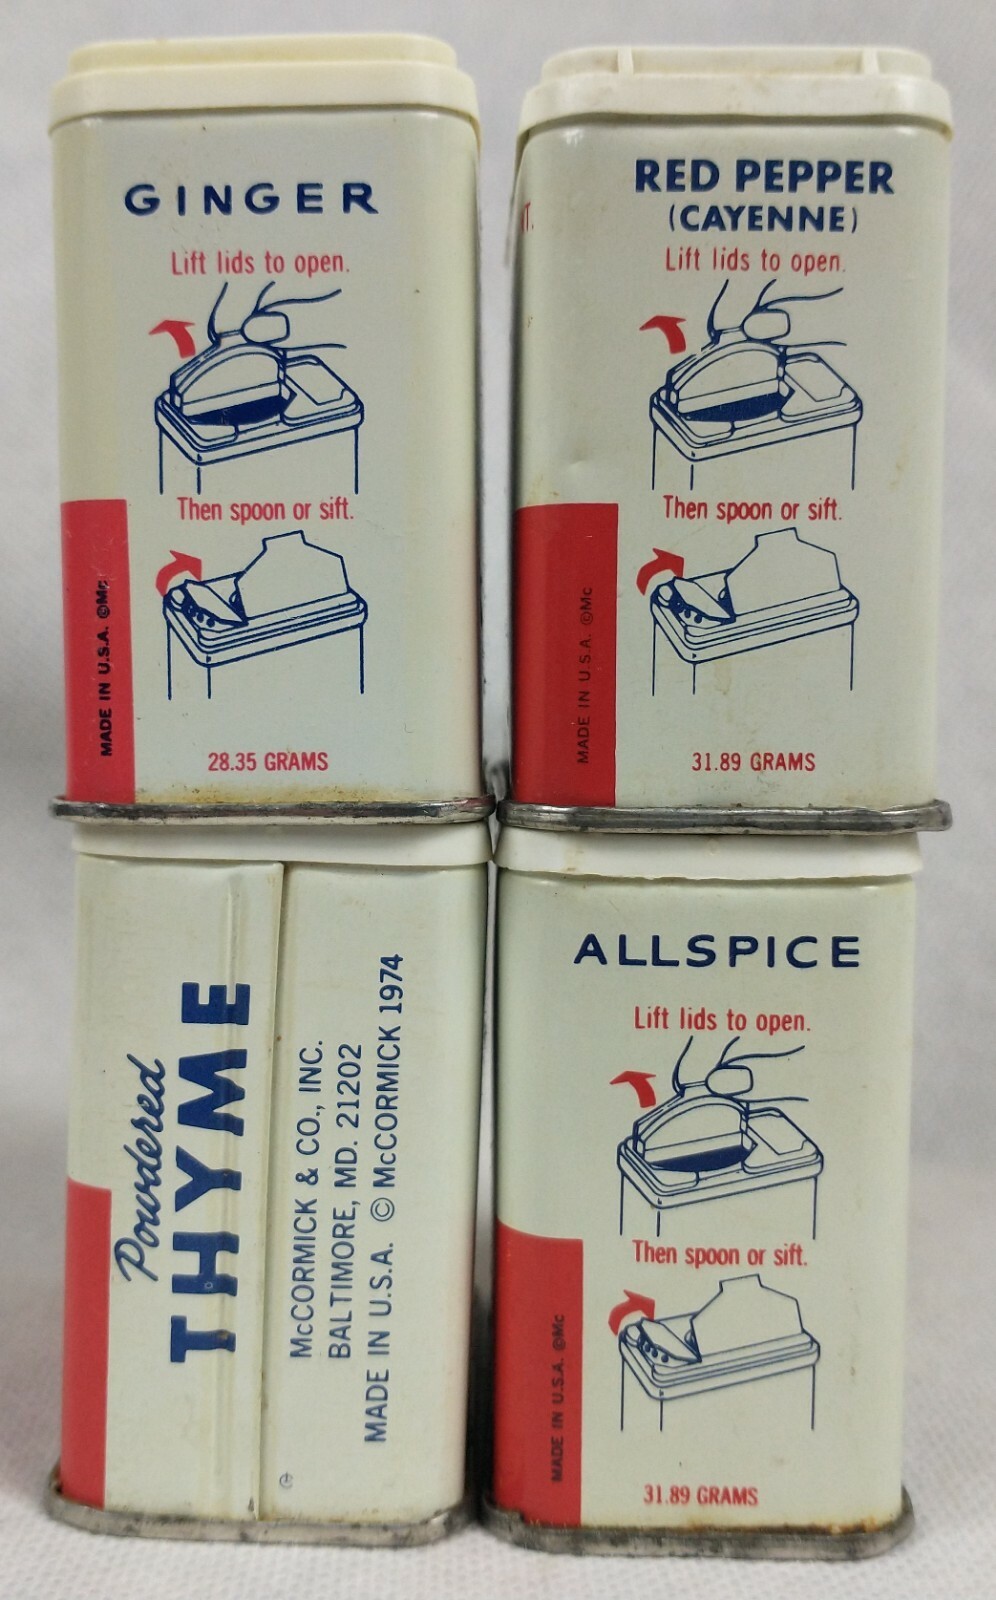 GINGER
Lift lids to open.
Then spoon or sift.
MADE IN U.S.A. ©Mc
28.35 GRAMS
RED PEPPER
(CAYENNE)
Lift lids to open.
Then spoon or sift.
MADE IN U.S.A. ©Mc
31.89 GRAMS
Powdered
THYME
McCORMICK & CO., INC.
BALTIMORE, MD. 21202
MADE IN U.S.A. © McCORMICK 1974
ALLSPICE
Lift lids to open.
Then spoon or sift.
MADE IN U.S.A. ©Mc
31.89 GRAMS